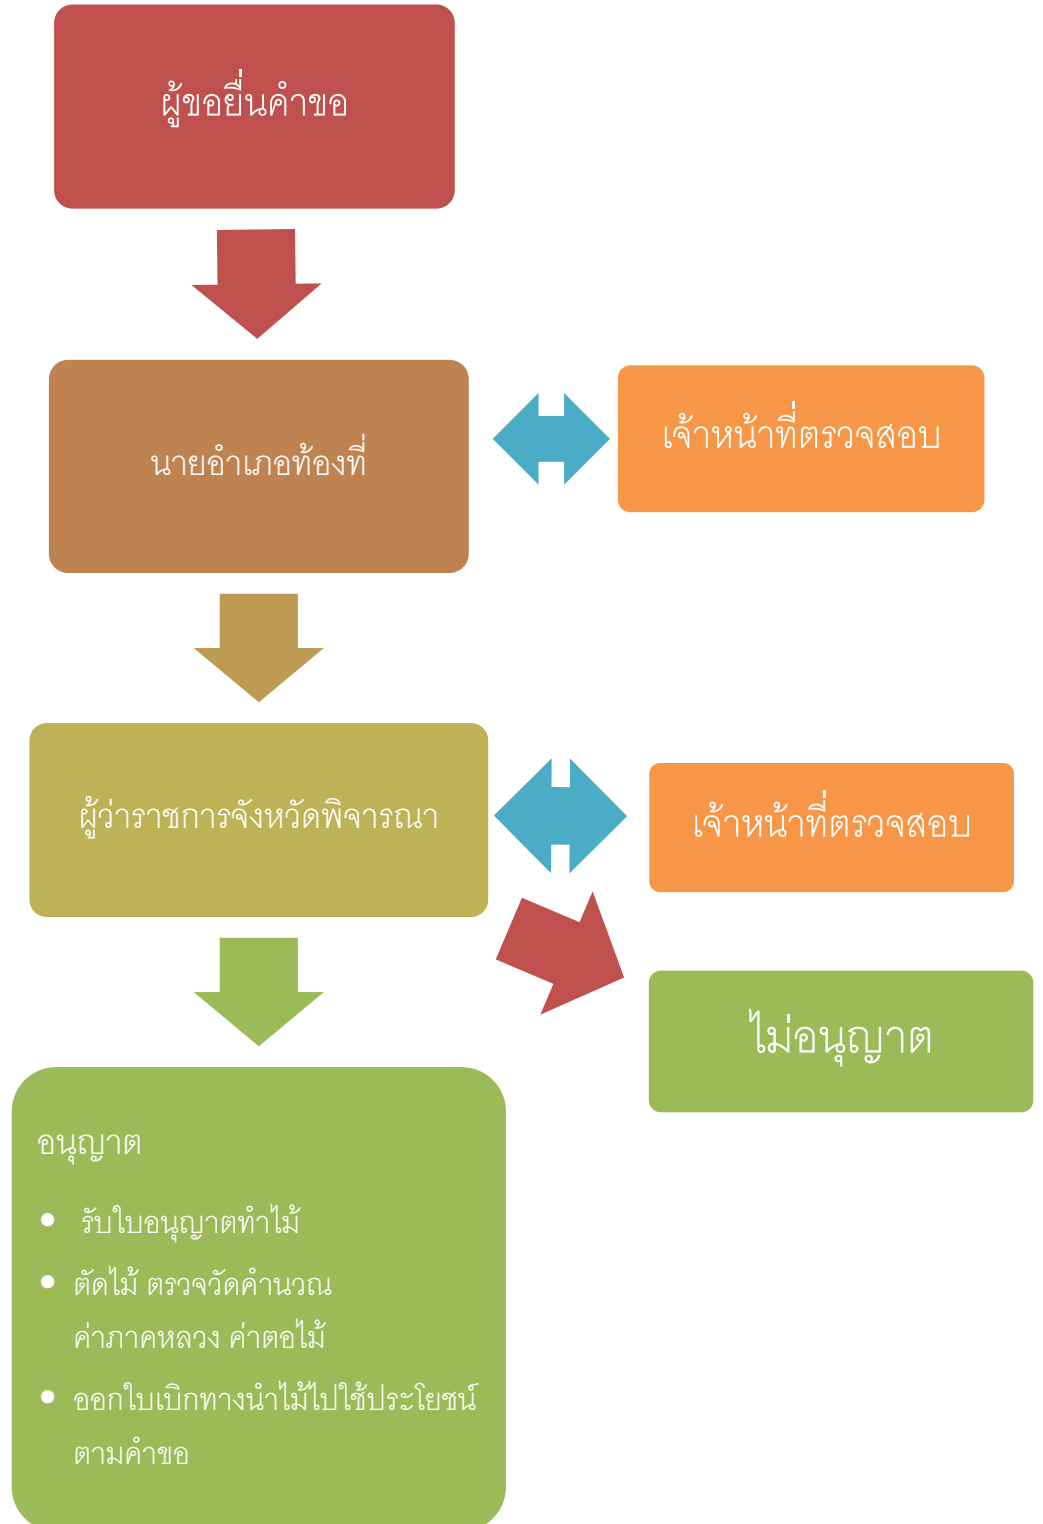 ผู้ขอยื่นคำขอ
นายอำเภอท้องที่
เจ้าหน้าที่ตรวจสอบ
ผู้ว่าราชการจังหวัดพิจารณา
เจ้าหน้าที่ตรวจสอบ
ไม่อนุญาต
อนุญาต
• รับใบอนุญาตทำไม้
• ตัดไม้ ตรวจวัดคำนวณ
ค่าภาคหลวง ค่าตอไม้
• ออกใบเบิกทางนำไม้ไปใช้ประโยชน์
ตามคำขอ